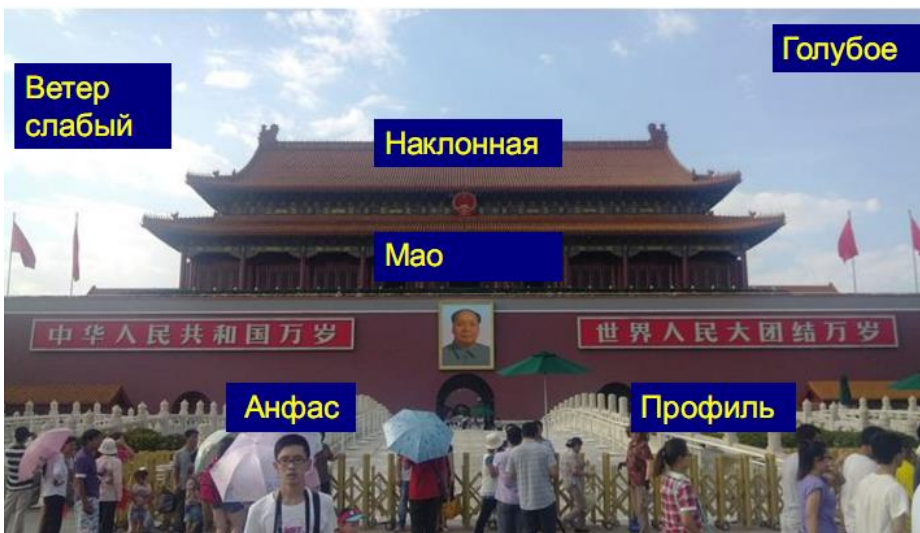 Голубое
Ветер
слабый
Наклонная
Мао
中华人民共和国万岁
世界人民大团结万岁
Анфас
Профиль